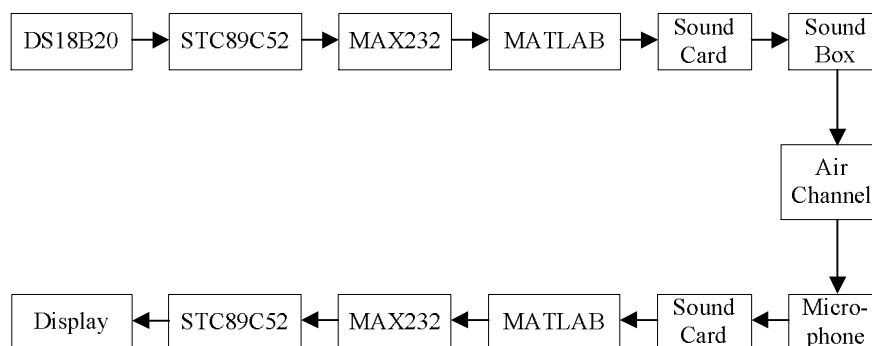 DS18B20
STC89C52
MAX232
MATLAB
Sound
Card
Sound
Box
Air
Channel
Micro-
phone
Sound
Card
MATLAB
MAX232
STC89C52
Display